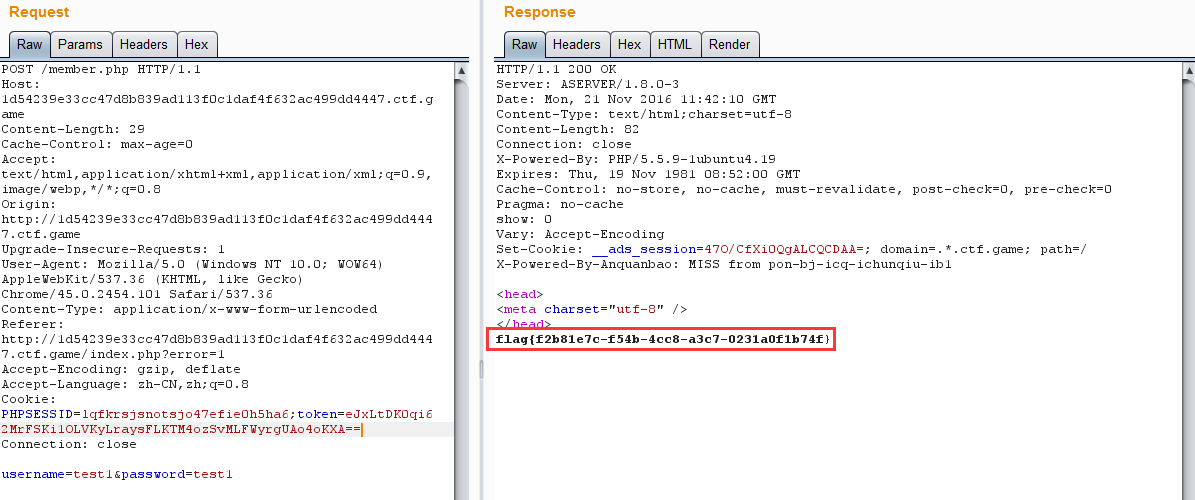 Request
Raw Params Headers Hex
POST /member.php HTTP/1.1
Host:
1d54239e33cc47d8b839ad113f0c1daf4f632ac499dd4447.ctf.g
ame
Content-Length: 29
Cache-Control: max-age=0
Accept:
text/html,application/xhtml+xml,application/xml;q=0.9,
image/webp,*/*;q=0.8
Origin:
http://1d54239e33cc47d8b839ad113f0c1daf4f632ac499dd444
7.ctf.game
Upgrade-Insecure-Requests: 1
User-Agent: Mozilla/5.0 (Windows NT 10.0; WOW64)
AppleWebKit/537.36 (KHTML, like Gecko)
Chrome/45.0.2454.101 Safari/537.36
Content-Type: application/x-www-form-urlencoded
Referer:
http://1d54239e33cc47d8b839ad113f0c1daf4f632ac499dd444
7.ctf.game/index.php?error=1
Accept-Encoding: gzip, deflate
Accept-Language: zh-CN,zh;q=0.8
Cookie:
PHPSESSID=lqfkrsjsnotsjo47efie0h5ha6;token=eJxLtDK0qi6
2MrFSKi1OLVKyLraysFLKTM4ozSvMLFWyrgUAo4oKXA==
Connection: close
username=test1&password=test1
Response
Raw Headers Hex HTML Render
HTTP/1.1 200 OK
Server: ASERVER/1.8.0-3
Date: Mon, 21 Nov 2016 11:42:10 GMT
Content-Type: text/html;charset=utf-8
Content-Length: 82
Connection: close
X-Powered-By: PHP/5.5.9-1ubuntu4.19
Expires: Thu, 19 Nov 1981 08:52:00 GMT
Cache-Control: no-store, no-cache, must-revalidate, post-check=0, pre-check=0
Pragma: no-cache
show: 0
Vary: Accept-Encoding
Set-Cookie: __ads_session=47O/CfXiOQgALCQCDAA=; domain=.*.ctf.game; path=/
X-Powered-By-Anquanbao: MISS from pon-bj-icq-ichunqiu-ib1
<head>
<meta charset="utf-8" />
</head>
flag{f2b81e7c-f54b-4cc8-a3c7-0231a0f1b74f}